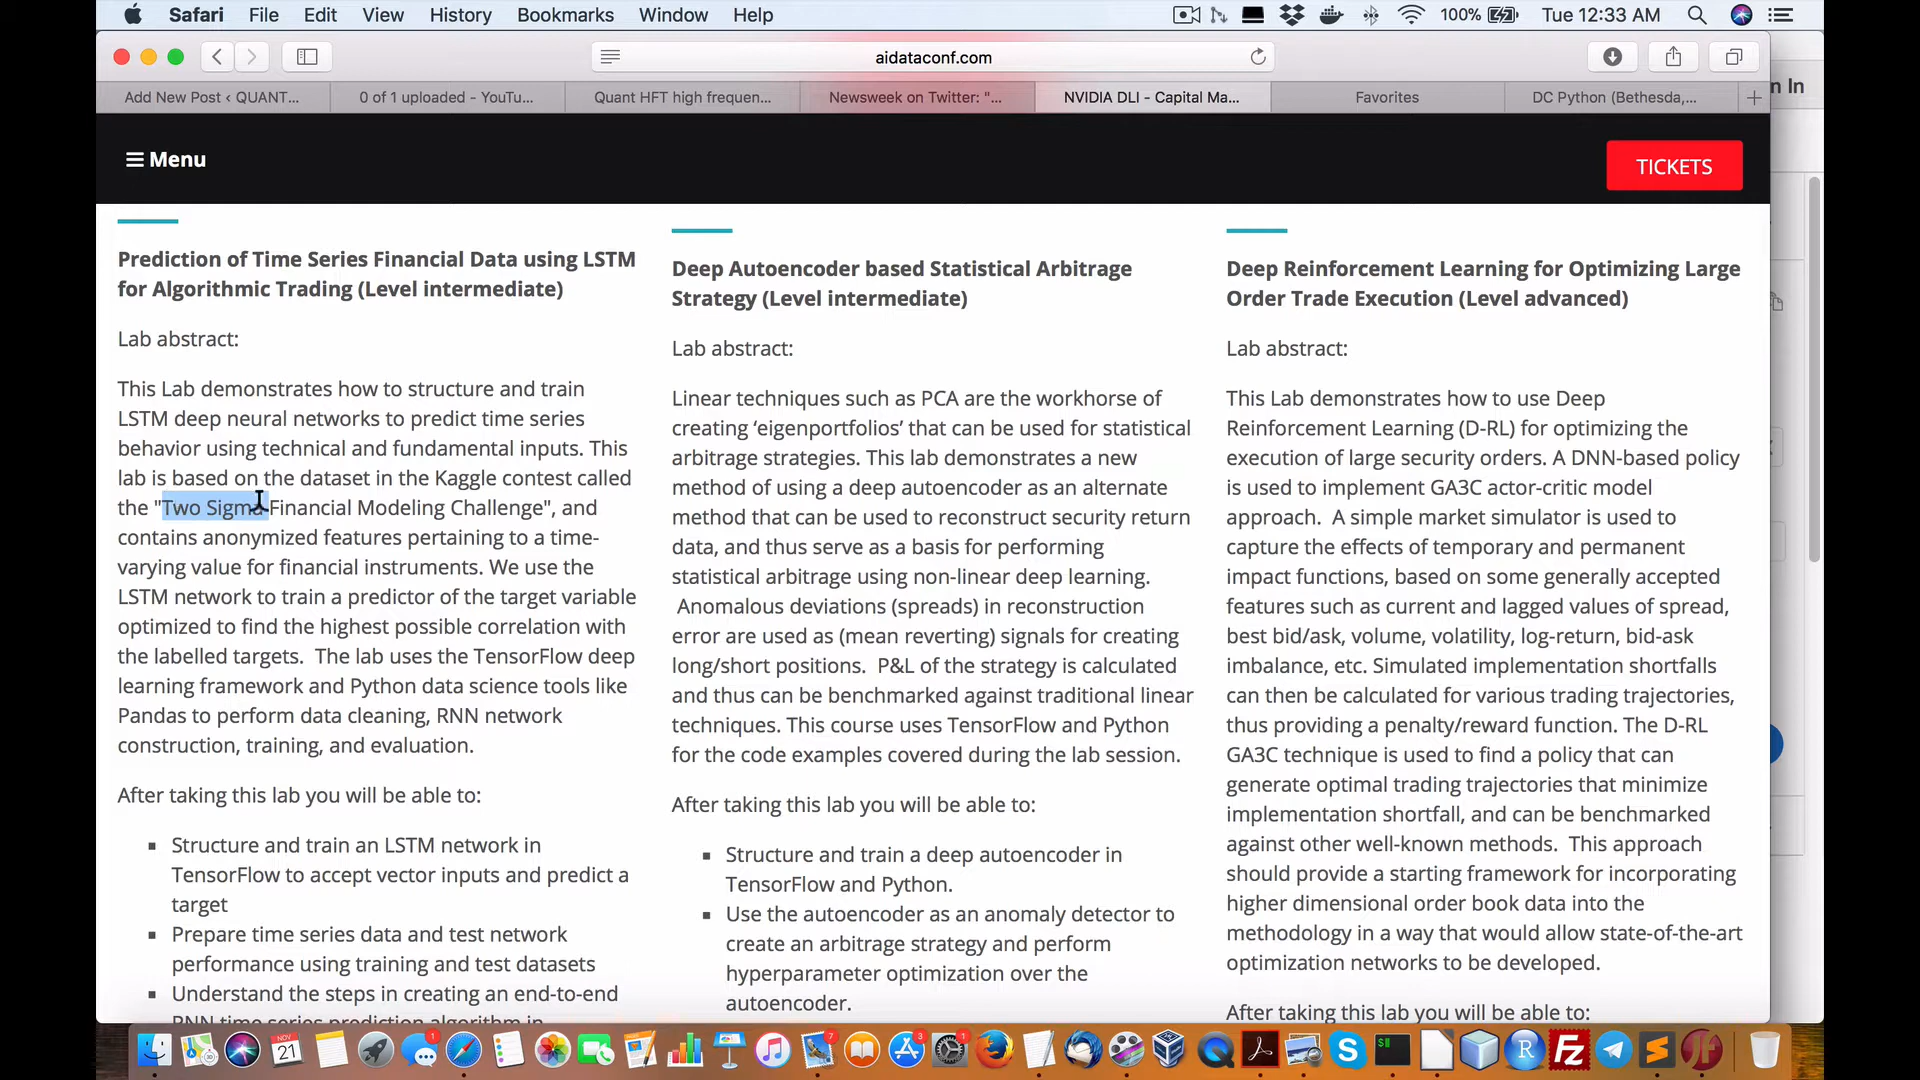 Safari File Edit View History Bookmarks Window Help 100% Tue 12:33 AM
aidataconf.com
Add New Post ‹ QUANT... 0 of 1 uploaded - YouTu... Quant HFT high frequen... Newsweek on Twitter: "... NVIDIA DLI - Capital Ma... Favorites DC Python (Bethesda,... n In
Menu
TICKETS
Prediction of Time Series Financial Data using LSTM
for Algorithmic Trading (Level intermediate)
Lab abstract:
This Lab demonstrates how to structure and train
LSTM deep neural networks to predict time series
behavior using technical and fundamental inputs. This
lab is based on the dataset in the Kaggle contest called
the "Two Sigma Financial Modeling Challenge", and
contains anonymized features pertaining to a time-
varying value for financial instruments. We use the
LSTM network to train a predictor of the target variable
optimized to find the highest possible correlation with
the labelled targets. The lab uses the TensorFlow deep
learning framework and Python data science tools like
Pandas to perform data cleaning, RNN network
construction, training, and evaluation.
After taking this lab you will be able to:
Structure and train an LSTM network in
TensorFlow to accept vector inputs and predict a
target
Prepare time series data and test network
performance using training and test datasets
Understand the steps in creating an end-to-end
RNN time series prediction algorithm in
Deep Autoencoder based Statistical Arbitrage
Strategy (Level intermediate)
Lab abstract:
Linear techniques such as PCA are the workhorse of
creating ‘eigenportfolios’ that can be used for statistical
arbitrage strategies. This lab demonstrates a new
method of using a deep autoencoder as an alternate
method that can be used to reconstruct security return
data, and thus serve as a basis for performing
statistical arbitrage using non-linear deep learning.
Anomalous deviations (spreads) in reconstruction
error are used as (mean reverting) signals for creating
long/short positions. P&L of the strategy is calculated
and thus can be benchmarked against traditional linear
techniques. This course uses TensorFlow and Python
for the code examples covered during the lab session.
After taking this lab you will be able to:
Structure and train a deep autoencoder in
TensorFlow and Python.
Use the autoencoder as an anomaly detector to
create an arbitrage strategy and perform
hyperparameter optimization over the
autoencoder.
Deep Reinforcement Learning for Optimizing Large
Order Trade Execution (Level advanced)
Lab abstract:
This Lab demonstrates how to use Deep
Reinforcement Learning (D-RL) for optimizing the
execution of large security orders. A DNN-based policy
is used to implement GA3C actor-critic model
approach. A simple market simulator is used to
capture the effects of temporary and permanent
impact functions, based on some generally accepted
features such as current and lagged values of spread,
best bid/ask, volume, volatility, log-return, bid-ask
imbalance, etc. Simulated implementation shortfalls
can then be calculated for various trading trajectories,
thus providing a penalty/reward function. The D-RL
GA3C technique is used to find a policy that can
generate optimal trading trajectories that minimize
implementation shortfall, and can be benchmarked
against other well-known methods. This approach
should provide a starting framework for incorporating
higher dimensional order book data into the
methodology in a way that would allow state-of-the-art
optimization networks to be developed.
After taking this lab you will be able to:
NOV
21 1 7 3 1